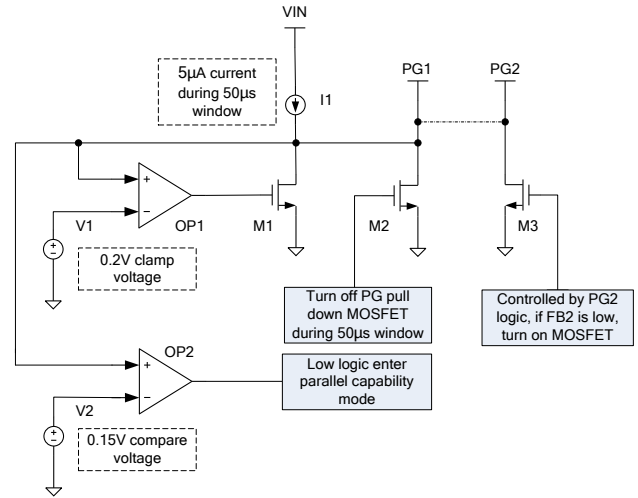 VIN
5µA current
during 50µs
window
I1
PG1
PG2
+
−
OP1
V1
+
−
0.2V clamp
voltage
M1
M2
M3
Turn off PG pull
down MOSFET
during 50µs window
Controlled by PG2
logic, if FB2 is low,
turn on MOSFET
OP2
+
−
V2
+
−
0.15V compare
voltage
Low logic enter
parallel capability
mode